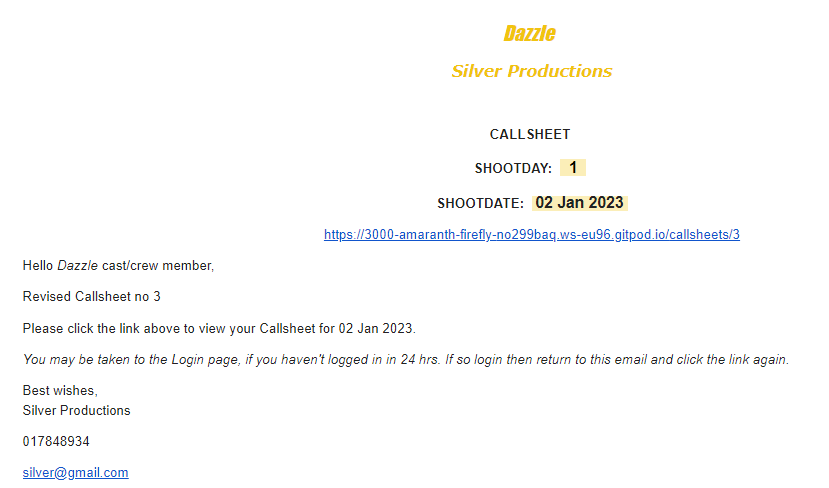 Dazzle
Silver Productions
CALLSHEET
SHOOTDAY: 1
SHOOTDATE: 02 Jan 2023
https://3000-amaranth-firefly-no299baq.ws-eu96.gitpod.io/callsheets/3
Hello Dazzle cast/crew member,
Revised Callsheet no 3
Please click the link above to view your Callsheet for 02 Jan 2023.
You may be taken to the Login page, if you haven't logged in in 24 hrs. If so login then return to this email and click the link again.
Best wishes,
Silver Productions
017848934
silver@gmail.com